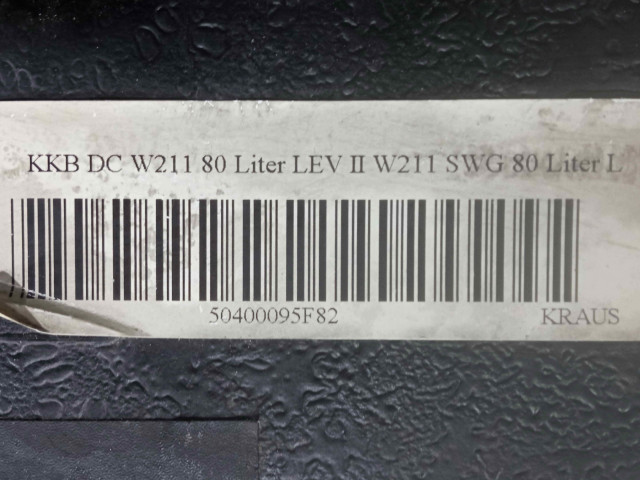 KKB DC W211 80 Liter LEV II W211 SWG 80 Liter L
50400095F82 KRAUS